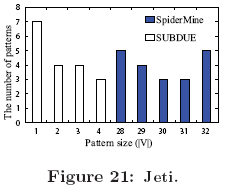 8
7
6
5
4
3
2
1
0
The number of patterns
SpiderMine
SUBDUE
1 2 3 4 28 29 30 31 32
Pattern size (|V|)
Figure 21: Jeti.